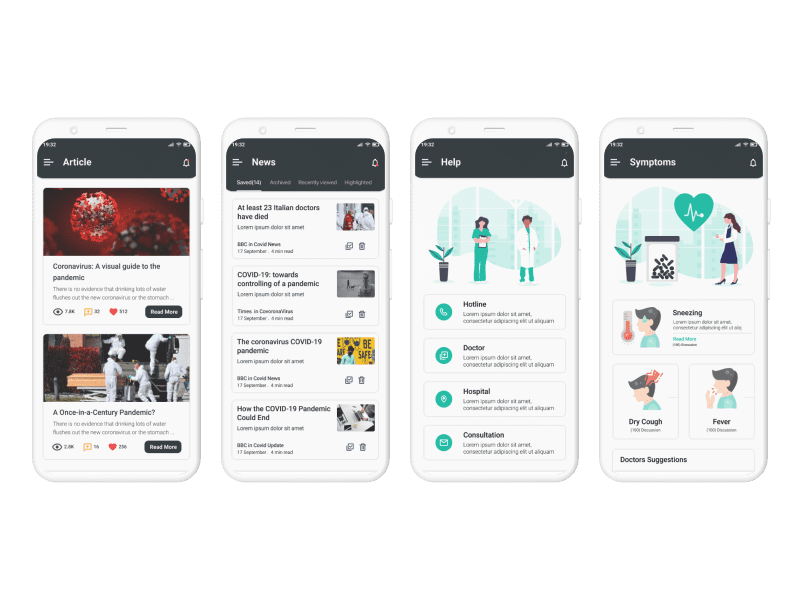 19:32
Article
Coronavirus: A visual guide to the
pandemic
There is no evidence that drinking lots of water
flushes out the new coronavirus or the stomach ...
7.8K
32
512
Read More
A Once-in-a-Century Pandemic?
There is no evidence that drinking lots of water
flushes out the new coronavirus or the stomach ...
2.8K
16
256
Read More
19:32
News
Saved(14)
Archived
Recently viewed
Highlighted
At least 23 Italian doctors
have died
Lorem ipsum dolor sit amet
BBC in Covid News
17 September . 4 min read
COVID-19: towards
controlling of a pandemic
Lorem ipsum dolor sit amet
Times in CovoronaVirus
17 September . 4 min read
The coronavirus COVID-19
pandemic
Lorem ipsum dolor sit amet
BE
SAFE
BBC in Covid News
17 September . 4 min read
How the COVID-19 Pandemic
Could End
Lorem ipsum dolor sit amet
BBC in Covid Update
17 September . 4 min read
19:32
Help
Hotline
Lorem ipsum dolor sit amet,
consectetur adipiscing elit ut aliquam
Doctor
Lorem ipsum dolor sit amet,
consectetur adipiscing elit ut aliquam
Hospital
Lorem ipsum dolor sit amet,
consectetur adipiscing elit ut aliquam
Consultation
Lorem ipsum dolor sit amet,
consectetur adipiscing elit ut aliquam
19:32
Symptoms
Sneezing
Lorem ipsum dolor sit amet,
consectetur adipiscing elit ut aliq
Read More
(100) Discussion
Dry Cough
(100) Discussion
Fever
(100) Discussion
Doctors Suggestions